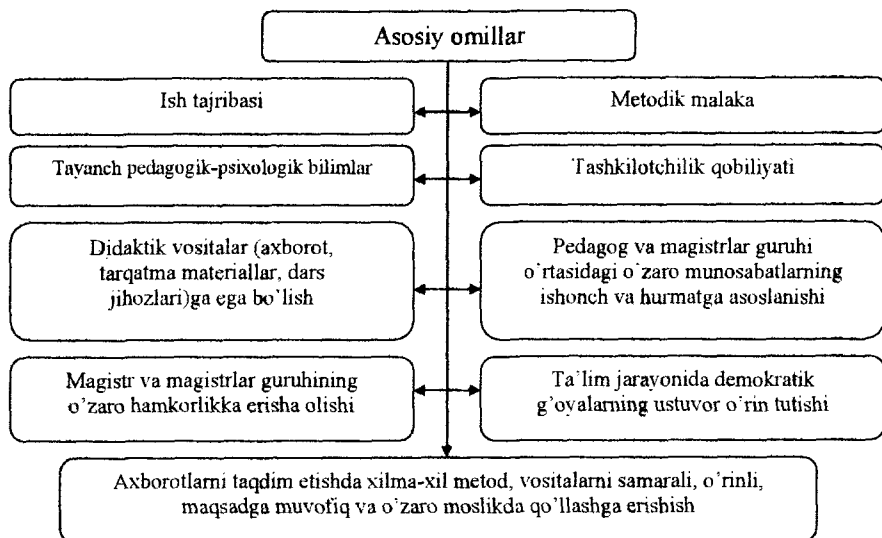 Asosiy omillar
Ish tajribasi
Metodik malaka
Tayanch pedagogik-psixologik bilimlar
Tashkilotchilik qobiliyati
Didaktik vositalar (axborot,
tarqatma materiallar, dars
jihozlari)ga ega bo`lish
Pedagog va magistrlar guruhi
o`rtasidagi o`zaro munosabatlarning
ishonch va hurmatga asoslanishi
Magistr va magistrlar guruhining
o’zaro hamkorlikka erisha olishi
Ta’lim jarayonida demokratik
g’oyalarning ustuvor o’rin tutishi
Axborotlarni taqdim etishda xilma-xil metod, vositalarni samarali, o’rinli,
maqsadga muvofiq va o’zaro moslikda qo’llashga erishish